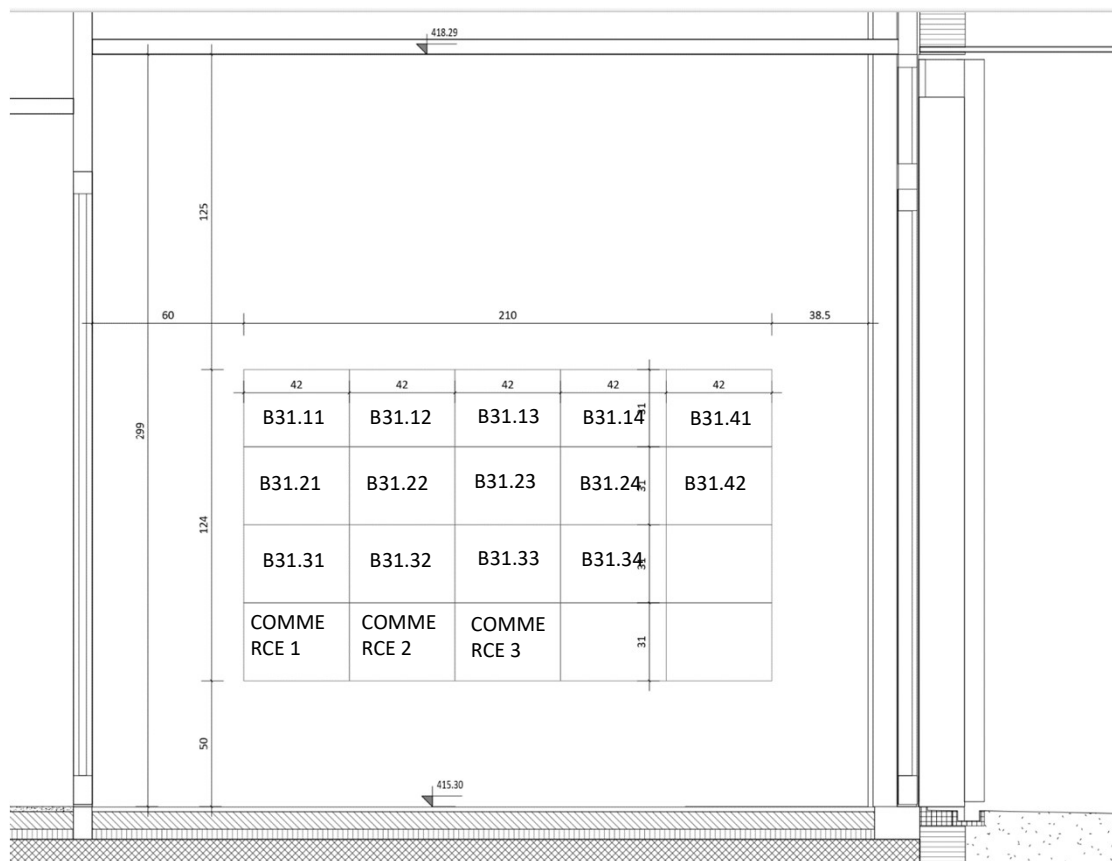 418.29
125
60
210
38.5
42
42
42
42
42
31
B31.11
B31.12
B31.13
B31.14
B31.41
299
B31.21
B31.22
B31.23
B31.24
31
B31.42
124
B31.31
B31.32
B31.33
B31.34
31
COMME
RCE 1
COMME
RCE 2
COMME
RCE 3
31
50
415.30